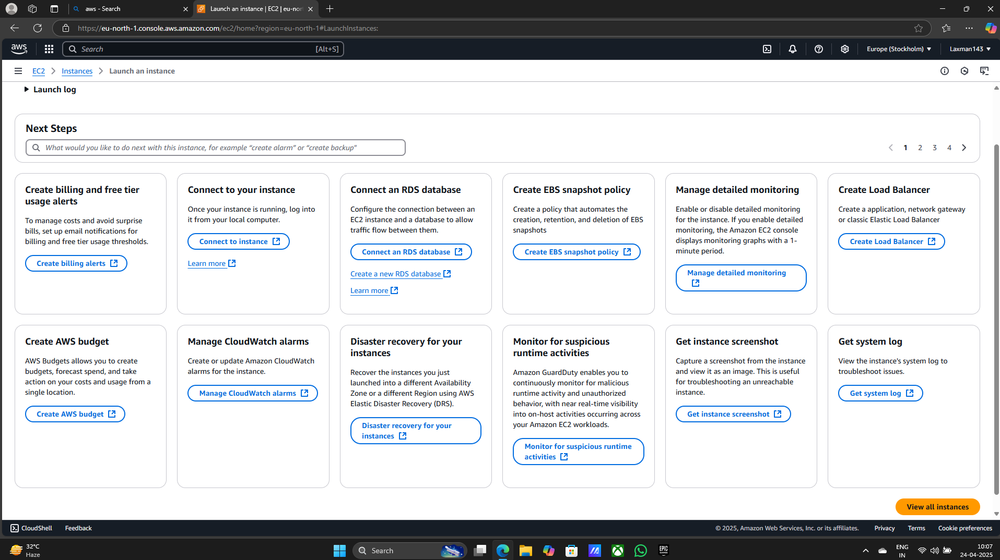 aws - Search
Launch an instance | EC2 | eu-nor
https://eu-north-1.console.aws.amazon.com/ec2/home?region=eu-north-1#LaunchInstances:
aws
Search
[Alt+S]
Europe (Stockholm)
Laxman143
EC2
Instances
Launch an instance
Launch log
Next Steps
What would you like to do next with this instance, for example “create alarm” or “create backup"
1 2 3 4
Create billing and free tier
usage alerts
To manage costs and avoid surprise
bills, set up email notifications for
billing and free tier usage thresholds.
Create billing alerts
Connect to your instance
Once your instance is running, log into
it from your local computer.
Connect to instance
Learn more
Connect an RDS database
Configure the connection between an
EC2 instance and a database to allow
traffic flow between them.
Connect an RDS database
Create a new RDS database
Learn more
Create EBS snapshot policy
Create a policy that automates the
creation, retention, and deletion of EBS
snapshots
Create EBS snapshot policy
Manage detailed monitoring
Enable or disable detailed monitoring
for the instance. If you enable detailed
monitoring, the Amazon EC2 console
displays monitoring graphs with a 1-
minute period.
Manage detailed monitoring
Create Load Balancer
Create a application, network gateway
or classic Elastic Load Balancer
Create Load Balancer
Create AWS budget
AWS Budgets allows you to create
budgets, forecast spend, and take
action on your costs and usage from a
single location.
Create AWS budget
Manage CloudWatch alarms
Create or update Amazon CloudWatch
alarms for the instance.
Manage CloudWatch alarms
Disaster recovery for your
instances
Recover the instances you just
launched into a different Availability
Zone or a different Region using AWS
Elastic Disaster Recovery (DRS).
Disaster recovery for your
instances
Monitor for suspicious
runtime activities
Amazon GuardDuty enables you to
continuously monitor for malicious
runtime activity and unauthorized
behavior, with near real-time visibility
into on-host activities occurring across
your Amazon EC2 workloads.
Monitor for suspicious runtime
activities
Get instance screenshot
Capture a screenshot from the instance
and view it as an image. This is useful
for troubleshooting an unreachable
instance.
Get instance screenshot
Get system log
View the instance's system log to
troubleshoot issues.
Get system log
View all instances
CloudShell
Feedback
© 2025, Amazon Web Services, Inc. or its affiliates.
Privacy
Terms
Cookie preferences
32°C
Haze
Search
EPIC
GAMES
ENG
IN
10:07
24-04-2025